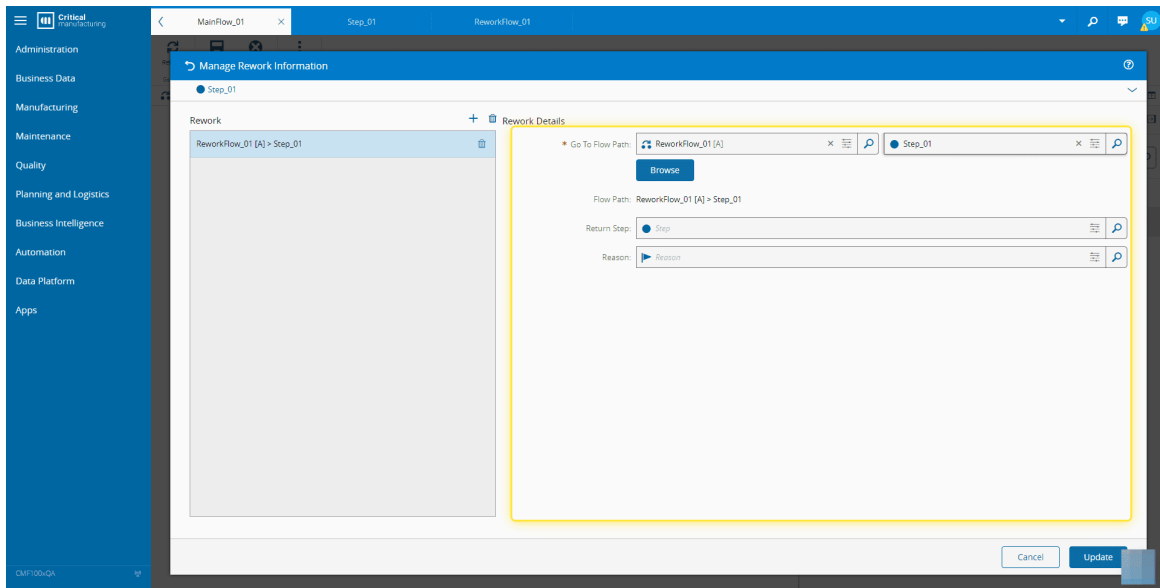 Critical
manufacturing
MainFlow_01
Step_01
ReworkFlow_01
SU
Administration
Business Data
Manufacturing
Maintenance
Quality
Planning and Logistics
Business Intelligence
Automation
Data Platform
Apps
CMF100xQA
Manage Rework Information
Step_01
Rework
ReworkFlow_01 [A] > Step_01
Rework Details
* Go To Flow Path: ReworkFlow_01 [A] Step_01
Browse
Flow Path: ReworkFlow_01 [A] > Step_01
Return Step: Step
Reason: Reason
Cancel
Update